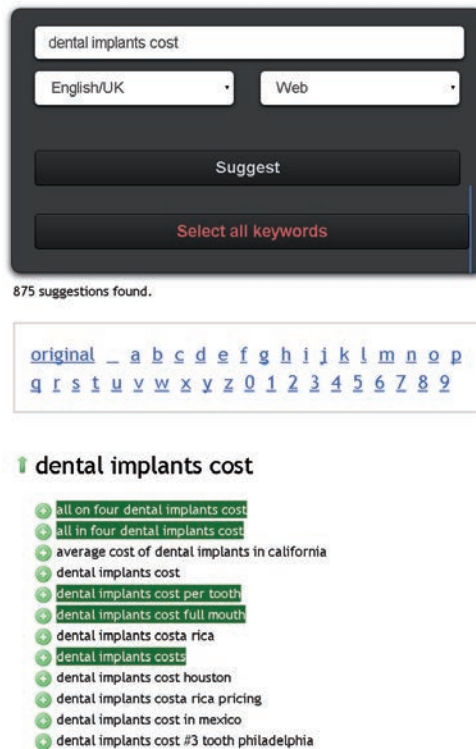 dental implants cost
English/UK Web
Suggest
Select all keywords
875 suggestions found.
original _ a b c d e f g h i j k l m n o p
q r s t u v w x y z 0 1 2 3 4 5 6 7 8 9
dental implants cost
all on four dental implants cost
all in four dental implants cost
average cost of dental implants in california
dental implants cost
dental implants cost per tooth
dental implants cost full mouth
dental implants costa rica
dental implants costs
dental implants cost houston
dental implants costa rica pricing
dental implants cost in mexico
dental implants cost #3 tooth philadelphia